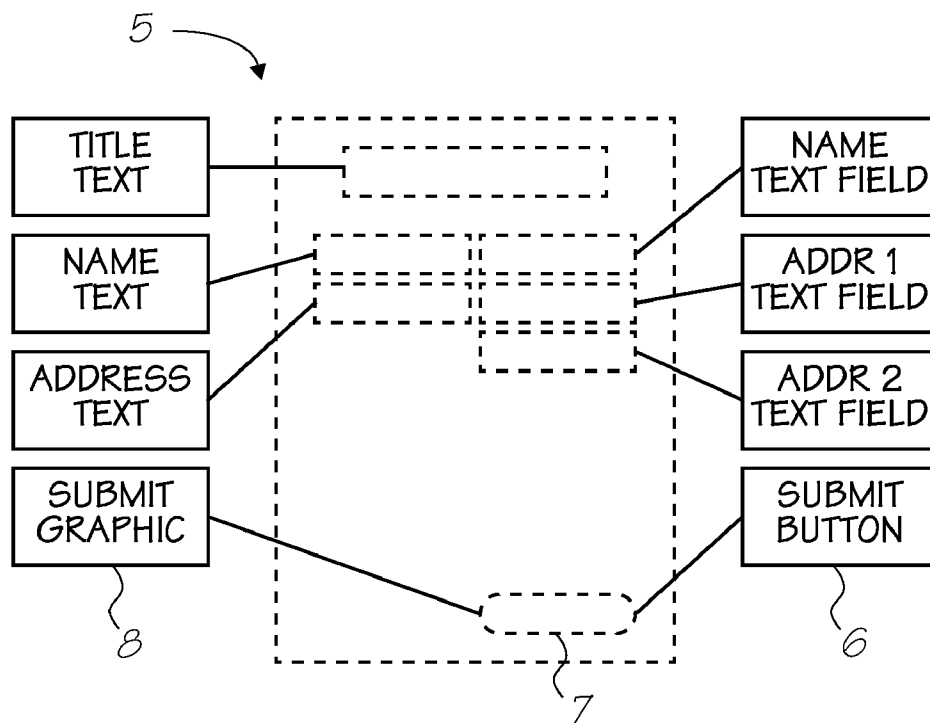 5
TITLE
TEXT
NAME
TEXT FIELD
NAME
TEXT
ADDR 1
TEXT FIELD
ADDRESS
TEXT
ADDR 2
TEXT FIELD
SUBMIT
GRAPHIC
SUBMIT
BUTTON
8
6
7